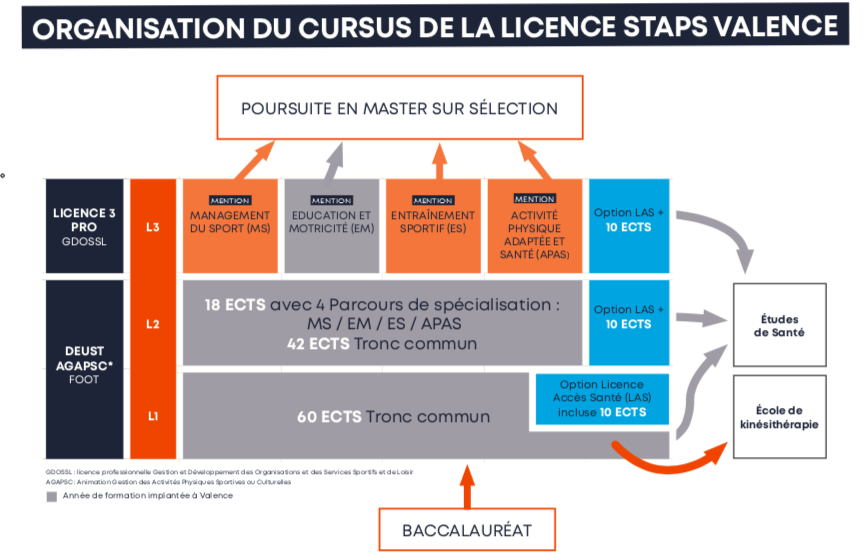 ORGANISATION DU CURSUS DE LA LICENCE STAPS VALENCE
POURSUITE EN MASTER SUR SÉLECTION
LICENCE 3
PRO
GDOSSL
L3
MENTION
MANAGEMENT
DU SPORT (MS)
MENTION
EDUCATION ET
MOTRICITÉ (EM)
MENTION
ENTRAÎNEMENT
SPORTIF (ES)
MENTION
ACTIVITÉ
PHYSIQUE
ADAPTÉE ET
SANTÉ (APAS)
Option LAS +
10 ECTS
DEUST
AGAPSC*
FOOT
L2
18 ECTS avec 4 Parcours de spécialisation :
MS / EM / ES / APAS
42 ECTS Tronc commun
Option LAS +
10 ECTS
Études
de Santé
L1
60 ECTS Tronc commun
Option Licence
Accès Santé (LAS)
incluse 10 ECTS
École de
kinésithérapie
GDOSSL : licence professionnelle Gestion et Développement des Organisations et des Services Sportifs et de Loisir
AGAPSC : Animation Gestion des Activités Physiques Sportives ou Culturelles
Année de formation implantée à Valence
BACCALAURÉAT